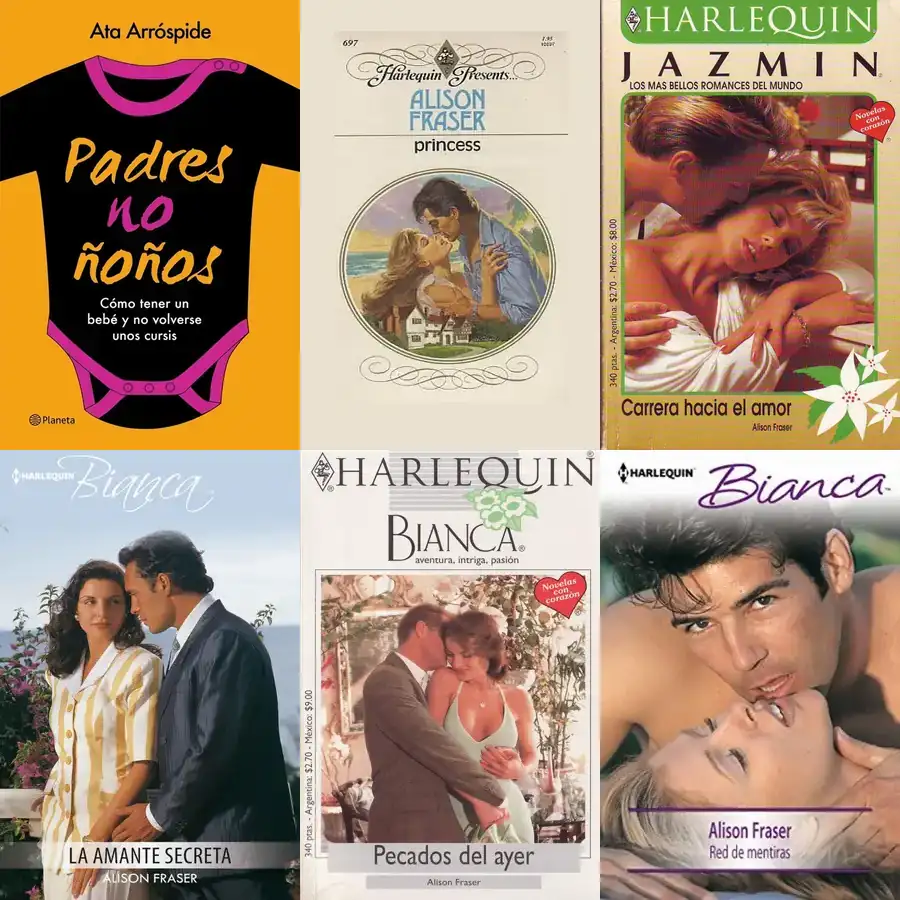 Ata Arróspide
Padres
no
ñoños
Cómo tener un
bebé y no volverse
unos cursis
Planeta
697
1.95
Harlequin Presents...
ALISON
FRASER
princess
HARLEQUIN
JAZMIN
LOS MAS BELLOS ROMANCES DEL MUNDO
Novelas
con
corazón
340 ptas. - Argentina: $2.70 - México: $8.00
Carrera hacia el amor
Alison Fraser
HARLEQUIN
Bianca
LA AMANTE SECRETA
ALISON FRASER
HARLEQUIN
BIANCA
aventura, intriga, pasión
Novelas
con
corazón
340 ptas. - Argentina: $2.70 - México: $9.00
Pecados del ayer
Alison Fraser
HARLEQUIN
Bianca
Alison Fraser
Red de mentiras